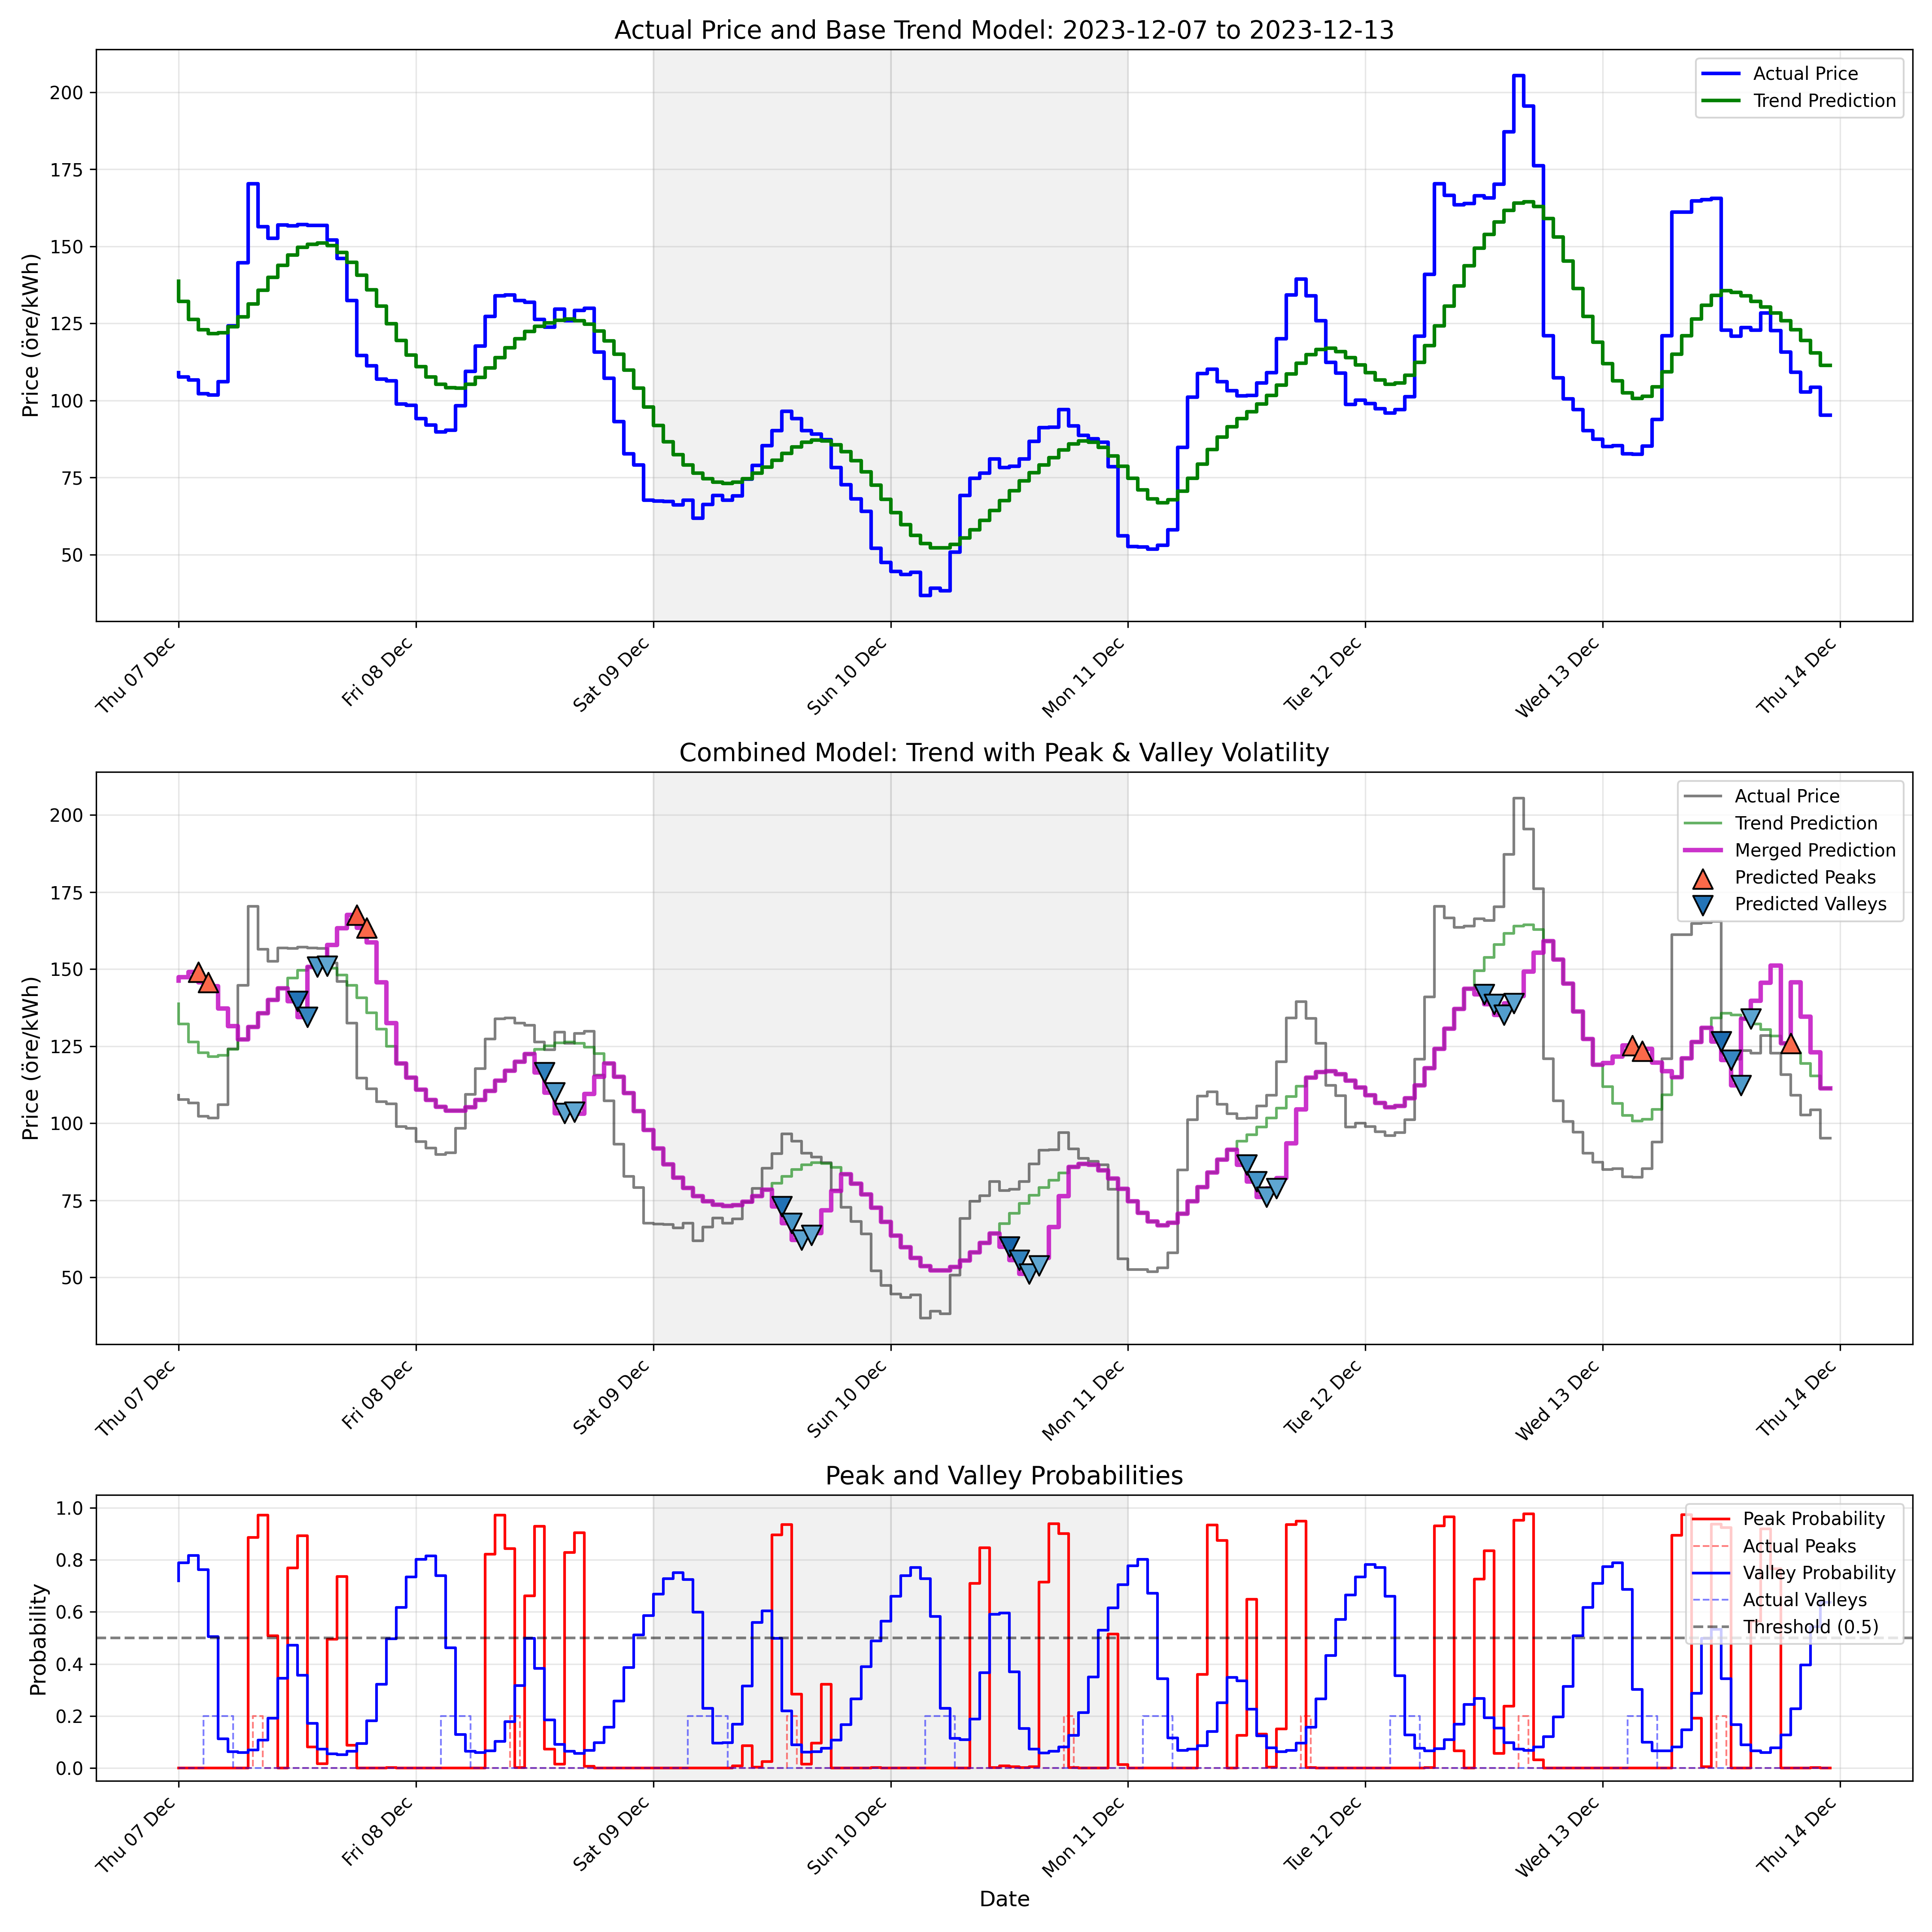 Actual Price and Base Trend Model: 2023-12-07 to 2023-12-13
Price (öre/kWh)
200
175
150
125
100
75
50
Actual Price
Trend Prediction
Thu 07 Dec
Fri 08 Dec
Sat 09 Dec
Sun 10 Dec
Mon 11 Dec
Tue 12 Dec
Wed 13 Dec
Thu 14 Dec
Combined Model: Trend with Peak & Valley Volatility
Price (öre/kWh)
200
175
150
125
100
75
50
Actual Price
Trend Prediction
Merged Prediction
Predicted Peaks
Predicted Valleys
Thu 07 Dec
Fri 08 Dec
Sat 09 Dec
Sun 10 Dec
Mon 11 Dec
Tue 12 Dec
Wed 13 Dec
Thu 14 Dec
Peak and Valley Probabilities
Probability
1.0
0.8
0.6
0.4
0.2
0.0
Peak Probability
Actual Peaks
Valley Probability
Actual Valleys
Threshold (0.5)
Thu 07 Dec
Fri 08 Dec
Sat 09 Dec
Sun 10 Dec
Mon 11 Dec
Tue 12 Dec
Wed 13 Dec
Thu 14 Dec
Date